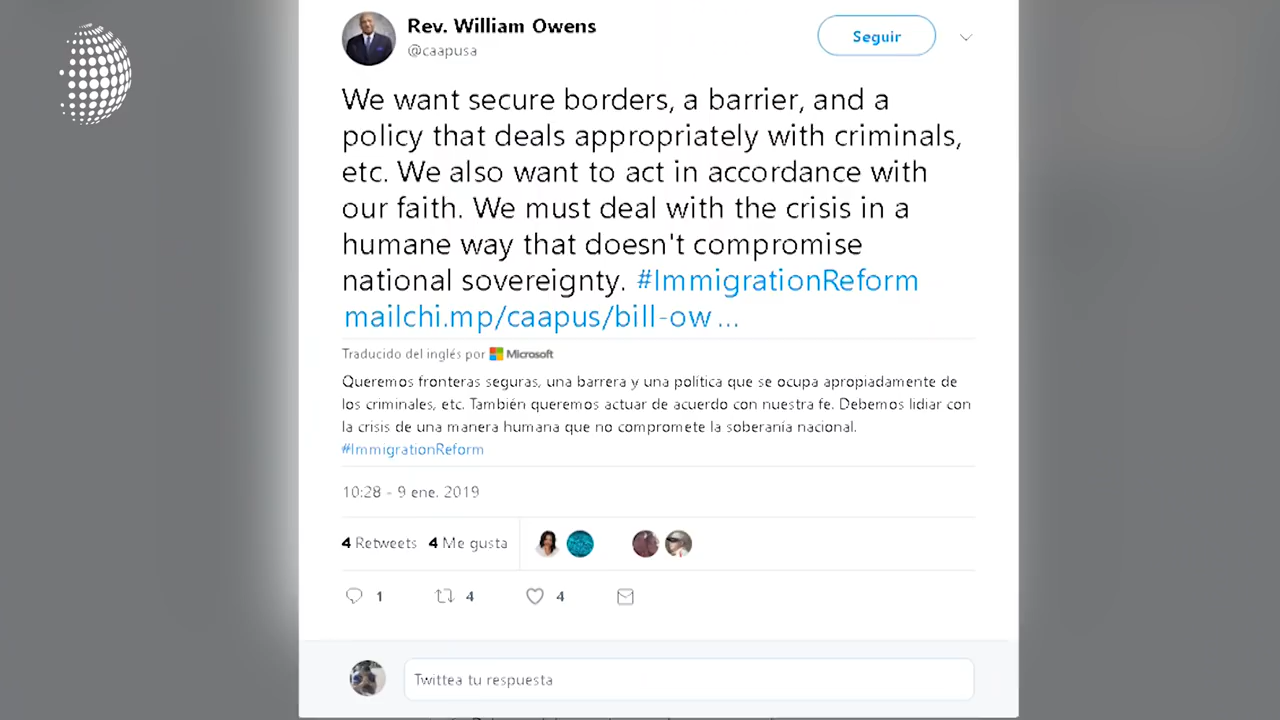 Rev. William Owens
@caapusa
Seguir
We want secure borders, a barrier, and a
policy that deals appropriately with criminals,
etc. We also want to act in accordance with
our faith. We must deal with the crisis in a
humane way that doesn't compromise
national sovereignty. #ImmigrationReform
mailchi.mp/caapus/bill-ow ...
Traducido del inglés por Microsoft
Queremos fronteras seguras, una barrera y una política que se ocupa apropiadamente de
los criminales, etc. También queremos actuar de acuerdo con nuestra fe. Debemos lidiar con
la crisis de una manera humana que no compromete la soberanía nacional.
#ImmigrationReform
10:28 - 9 ene. 2019
4 Retweets 4 Me gusta
1 4 4
Twittea tu respuesta